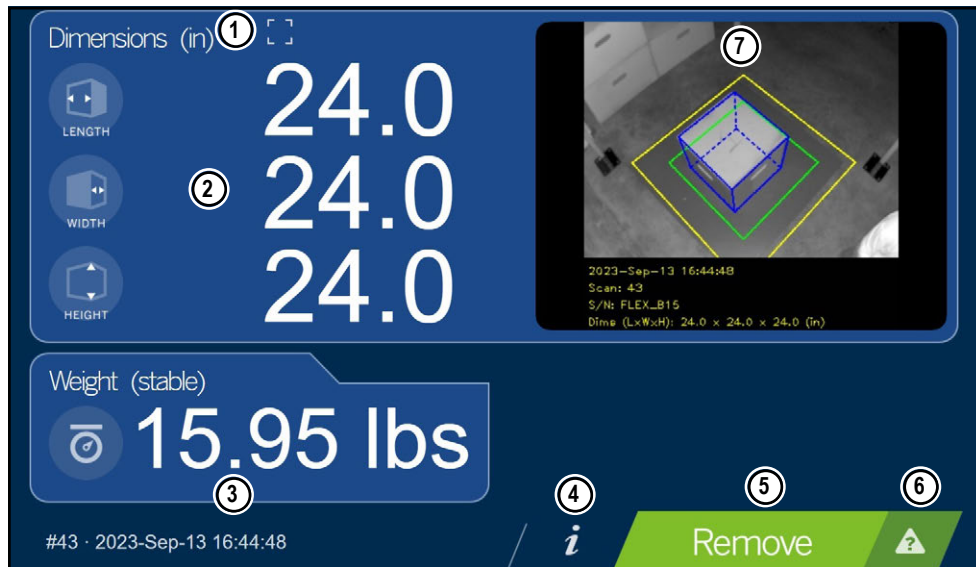 Dimensions (in)
1
LENGTH
24.0
WIDTH
2
24.0
HEIGHT
24.0
7
2023-Sep-13 16:44:48
Scan: 43
S/N: FLEX_B15
Dims (LxWxH): 24.0 x 24.0 x 24.0 (in)
Weight (stable)
15.95 lbs
3
#43 · 2023-Sep-13 16:44:48
4
i
5
Remove
6
?